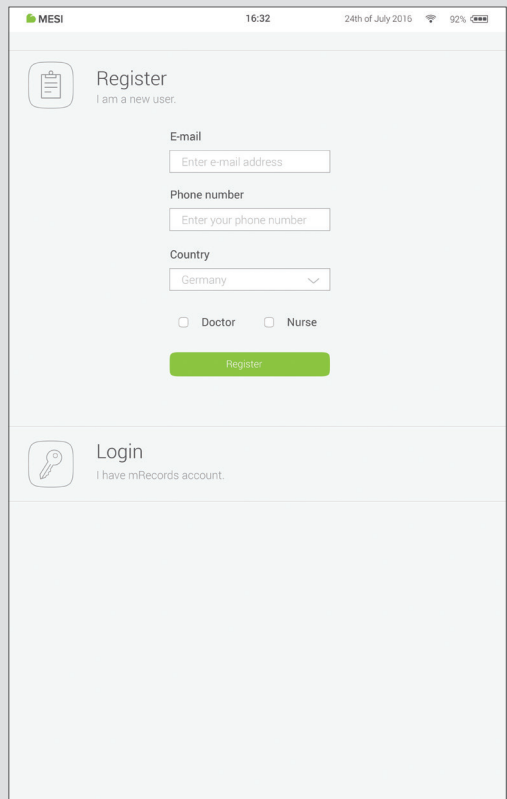 MESI 16:32 24th of July 2016 92%
Register
I am a new user.
E-mail
Enter e-mail address
Phone number
Enter your phone number
Country
Germany
Doctor Nurse
Register
Login
I have mRecords account.